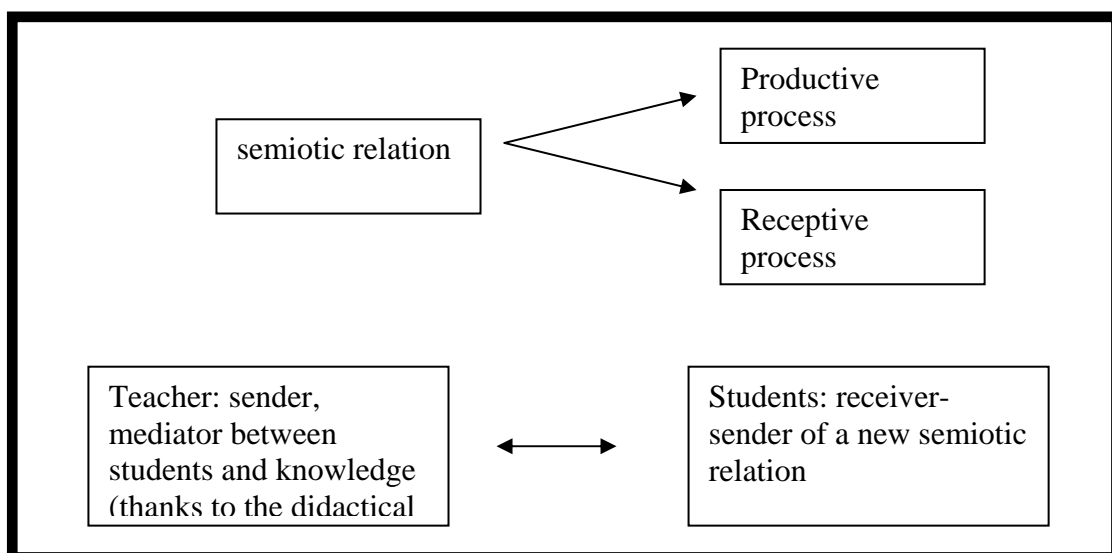 semiotic relation
Productive
process
Receptive
process
Teacher: sender,
mediator between
students and knowledge
(thanks to the didactical
Students: receiver-
sender of a new semiotic
relation